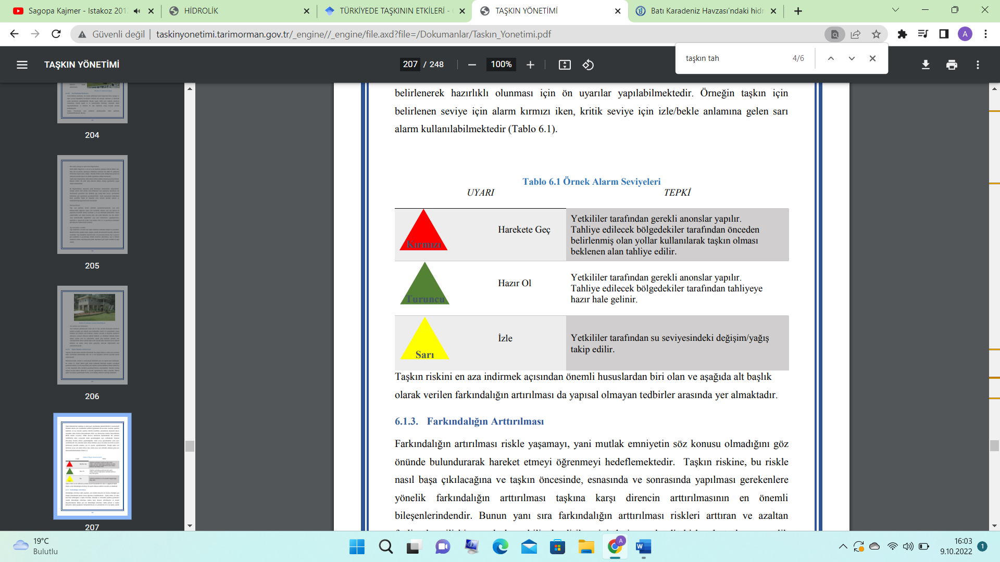 Sagopa Kajmer - Istakoz 201
HİDROLİK
TÜRKİYEDE TAŞKININ ETKİLERİ -
TAŞKIN YÖNETİMİ
Batı Karadeniz Havzası'ndaki hidr
Güvenli değil
taskinyonetimi.tarimorman.gov.tr/_engine//_engine/file.axd?file=/Dokumanlar/Taskın_Yonetimi.pdf
A
taşkın tah
4/6
TAŞKIN YÖNETİMİ
207 / 248
100%
204
205
206
207
belirlenerek hazırlıklı olunması için ön uyarılar yapılabilmektedir. Örneğin taşkın için
belirlenen seviye için alarm kırmızı iken, kritik seviye için izle/bekle anlamına gelen sarı
alarm kullanılabilmektedir (Tablo 6.1).
Tablo 6.1 Örnek Alarm Seviyeleri
UYARI
TEPKİ
Kırmızı
Harekete Geç
Yetkililer tarafından gerekli anonslar yapılır.
Tahliye edilecek bölgedekiler tarafından önceden
belirlenmiş olan yollar kullanılarak taşkın olması
beklenen alan tahliye edilir.
Turuncu
Hazır Ol
Yetkililer tarafından gerekli anonslar yapılır.
Tahliye edilecek bölgedekiler tarafından tahliyeye
hazır hale gelinir.
Sarı
İzle
Yetkililer tarafından su seviyesindeki değişim/yağış
takip edilir.
Taşkın riskini en aza indirmek açısından önemli hususlardan biri olan ve aşağıda alt başlık
olarak verilen farkındalığın artırılması da yapısal olmayan tedbirler arasında yer almaktadır.
6.1.3. Farkındalığın Arttırılması
Farkındalığın artırılması riskle yaşamayı, yani mutlak emniyetin söz konusu olmadığını göz
önünde bulundurarak hareket etmeyi öğrenmeyi hedeflemektedir. Taşkın riskine, bu riskle
nasıl başa çıkılacağına ve taşkın öncesinde, esnasında ve sonrasında yapılması gerekenlere
yönelik farkındalığın arttırılması taşkına karşı direncin arttırılmasının en önemli
bileşenlerindendir. Bunun yanı sıra farkındalığın arttırılması riskleri arttıran ve azaltan
19°C
Bulutlu
A
16:03
9.10.2022
1